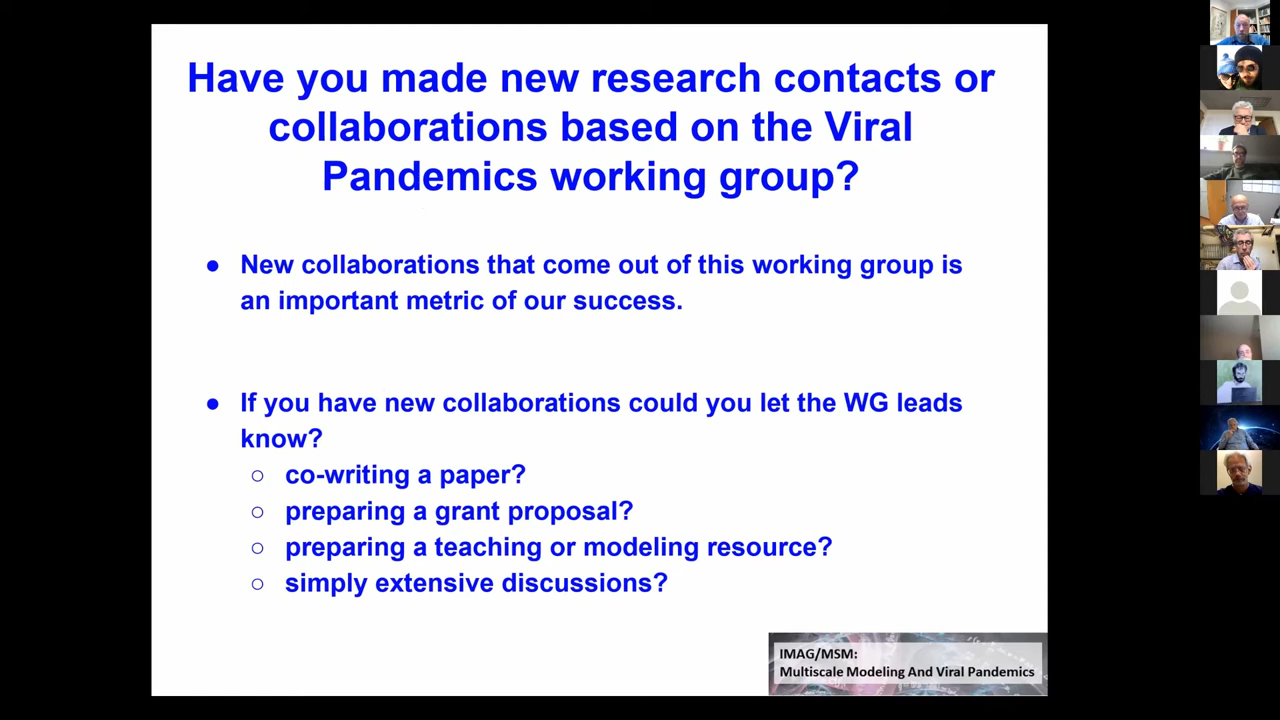 Have you made new research contacts or
collaborations based on the Viral
Pandemics working group?
● New collaborations that come out of this working group is
an important metric of our success.
● If you have new collaborations could you let the WG leads
know?
○ co-writing a paper?
○ preparing a grant proposal?
○ preparing a teaching or modeling resource?
○ simply extensive discussions?
IMAG/MSM:
Multiscale Modeling And Viral Pandemics